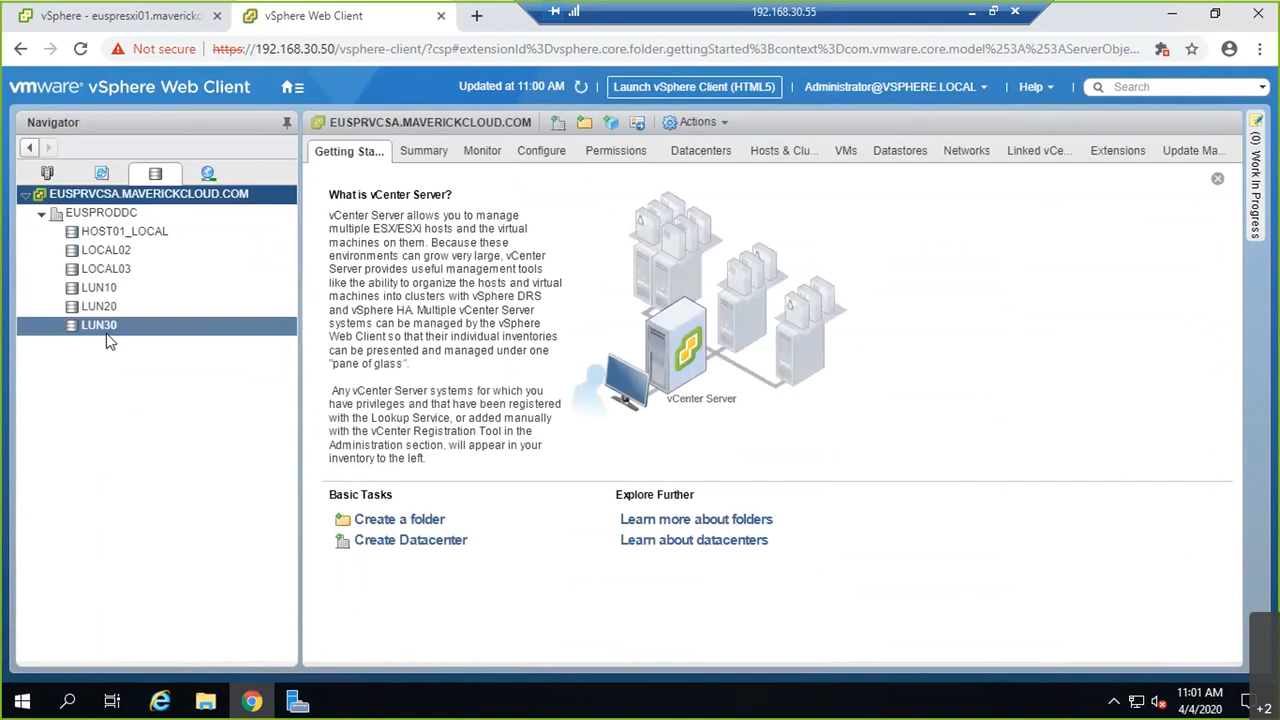 vSphere - euspresxi01.maverickcl
vSphere Web Client
192.168.30.55
Not secure
https://192.168.30.50/vsphere-client/?csp#extensionId%3Dvsphere.core.folder.gettingStarted%3Bcontext%3Dcom.vmware.core.model%253A%253AServerObje...
vmware® vSphere Web Client
Updated at 11:00 AM
Launch vSphere Client (HTML5)
Administrator@VSPHERE.LOCAL
Help
Search
Navigator
EUSPRVCSA.MAVERICKCLOUD.COM
Actions
Getting Sta...
Summary
Monitor
Configure
Permissions
Datacenters
Hosts & Clu...
VMs
Datastores
Networks
Linked vCe...
Extensions
Update Ma...
(0) Work In Progress
EUSPRVCSA.MAVERICKCLOUD.COM
EUSPRODDC
HOST01_LOCAL
LOCAL02
LOCAL03
LUN10
LUN20
LUN30
What is vCenter Server?
vCenter Server allows you to manage
multiple ESX/ESXi hosts and the virtual
machines on them. Because these
environments can grow very large, vCenter
Server provides useful management tools
like the ability to organize the hosts and virtual
machines into clusters with vSphere DRS
and vSphere HA. Multiple vCenter Server
systems can be managed by the vSphere
Web Client so that their individual inventories
can be presented and managed under one
"pane of glass".
Any vCenter Server systems for which you
have privileges and that have been registered
with the Lookup Service, or added manually
with the vCenter Registration Tool in the
Administration section, will appear in your
inventory to the left.
vCenter Server
Basic Tasks
Create a folder
Create Datacenter
Explore Further
Learn more about folders
Learn about datacenters
11:01 AM
4/4/2020
+2